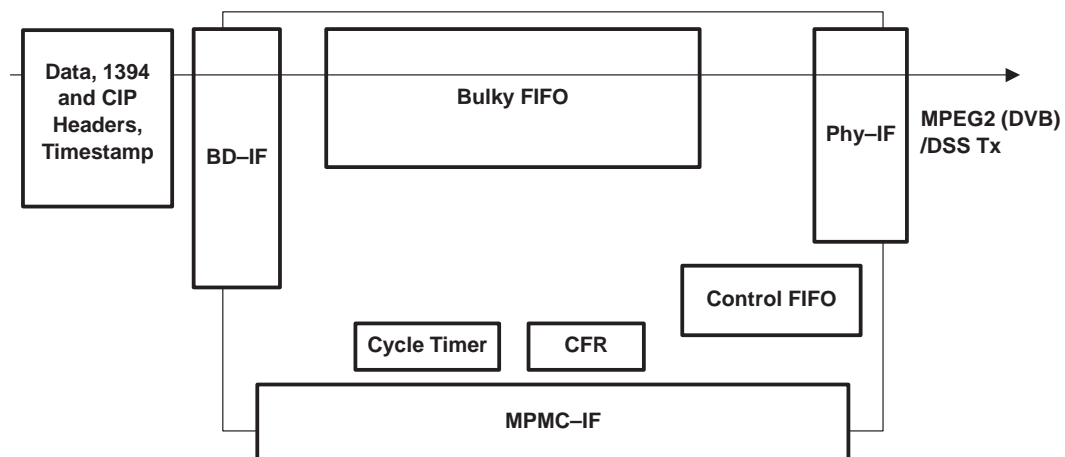 Data, 1394
and CIP
Headers,
Timestamp
BD–IF
Bulky FIFO
Phy–IF
MPEG2 (DVB)
/DSS Tx
Control FIFO
Cycle Timer
CFR
MPMC–IF